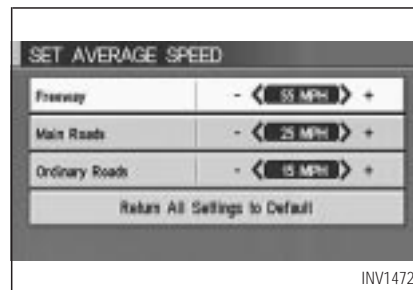 SET AVERAGE SPEED
Freeway - 55 MPH +
Main Roads - 25 MPH +
Ordinary Roads - 15 MPH +
Return All Settings to Default
INV1472